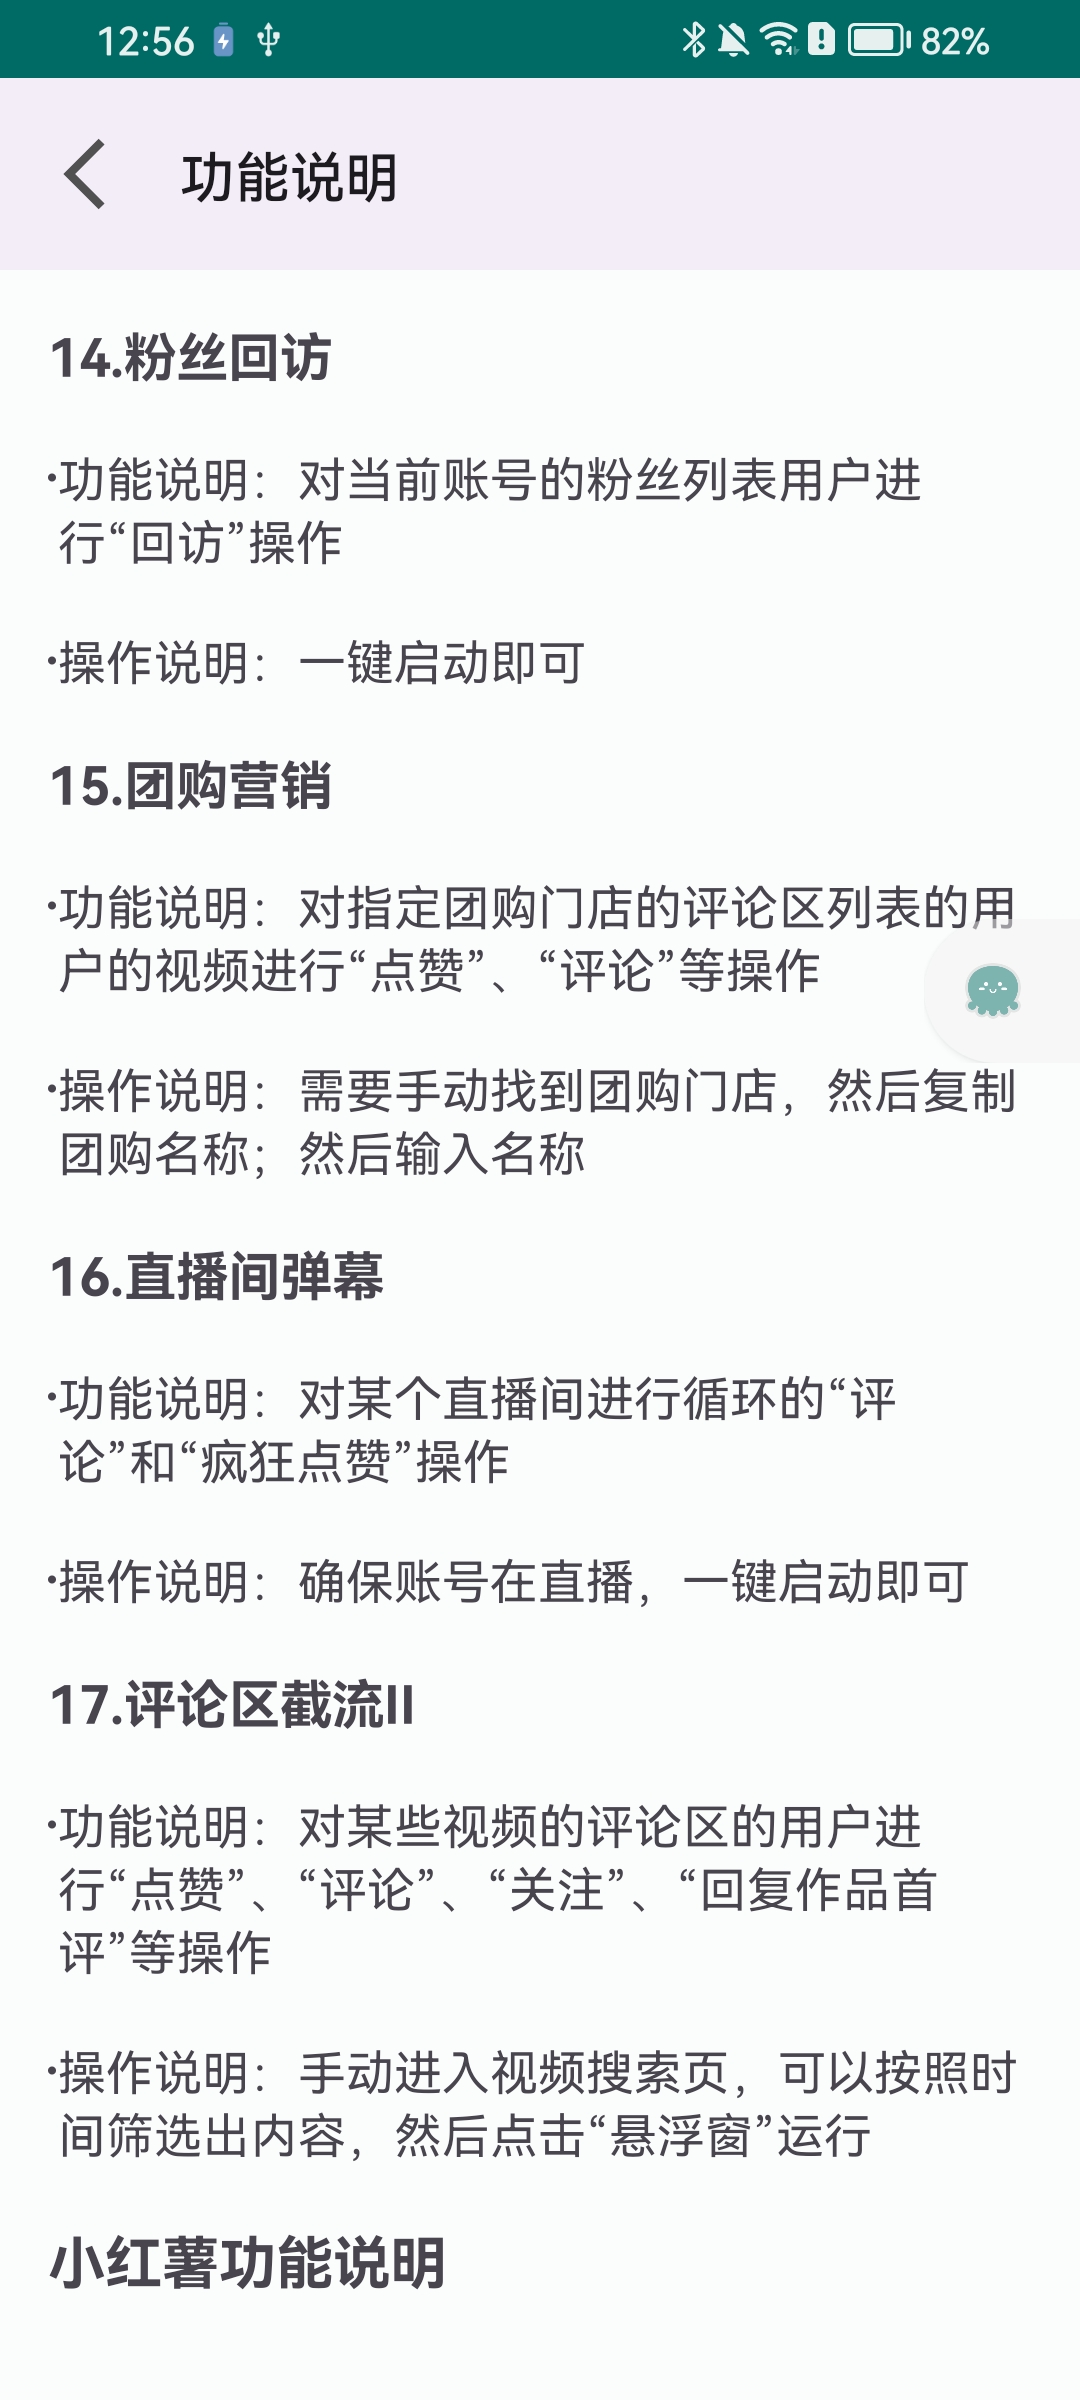 12:56
82%
功能说明
14.粉丝回访
·功能说明：对当前账号的粉丝列表用户进
行“回访”操作
·操作说明：一键启动即可
15.团购营销
·功能说明：对指定团购门店的评论区列表的用
户的视频进行“点赞”、“评论”等操作
·操作说明：需要手动找到团购门店，然后复制
团购名称；然后输入名称
16.直播间弹幕
·功能说明：对某个直播间进行循环的“评
论”和“疯狂点赞”操作
·操作说明：确保账号在直播，一键启动即可
17.评论区截流II
·功能说明：对某些视频的评论区的用户进
行“点赞”、“评论”、“关注”、“回复作品首
评”等操作
·操作说明：手动进入视频搜索页，可以按照时
间筛选出内容，然后点击“悬浮窗”运行
小红薯功能说明